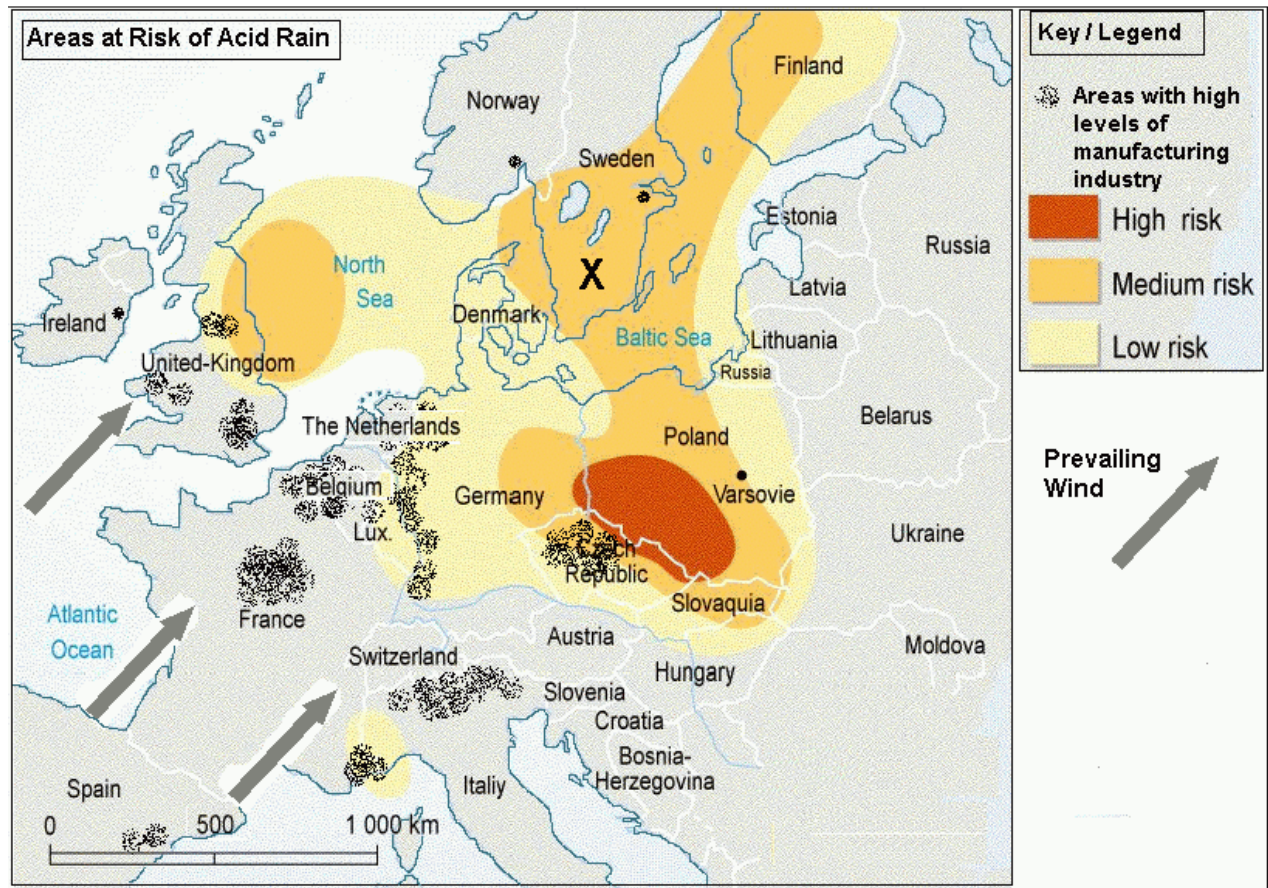 Areas at Risk of Acid Rain
Norway
Finland
Sweden
Estonia
Russia
North
Sea
Latvia
Ireland
Denmark
Baltic Sea
Lithuania
United-Kingdom
Russia
Belarus
The Netherlands
Poland
Belgium
Germany
Varsovie
Lux.
Ukraine
Czech
Republic
Slovaquia
France
Atlantic
Ocean
Austria
Moldova
Switzerland
Hungary
Slovenia
Croatia
Bosnia-
Herzegovina
Spain
Italiy
0 500 1 000 km
X
Key / Legend
Areas with high
levels of
manufacturing
industry
High risk
Medium risk
Low risk
Prevailing
Wind